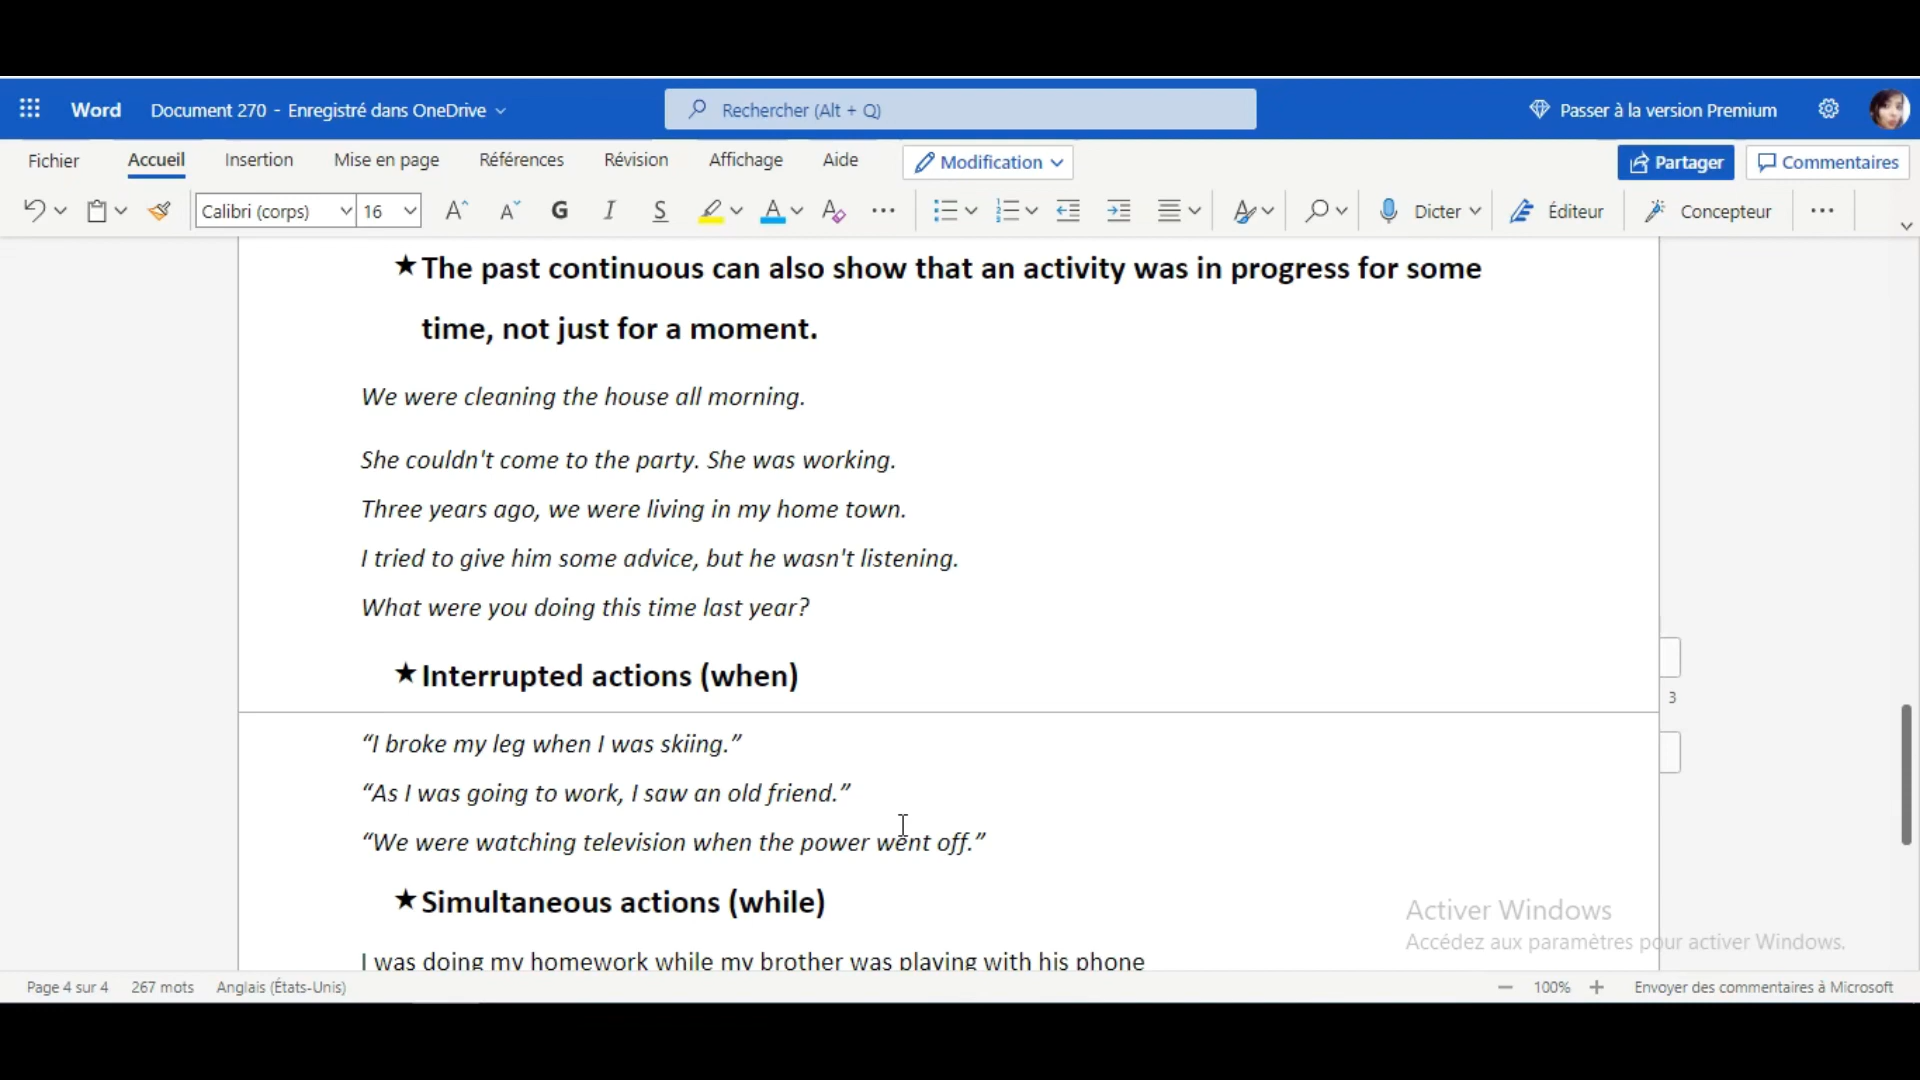 Word Document 270 - Enregistré dans OneDrive Rechercher (Alt + Q) Passer à la version Premium
Fichier Accueil Insertion Mise en page Références Révision Affichage Aide Modification Partager Commentaires
Calibri (corps) 16 G I S Dicter Éditeur Concepteur
★ The past continuous can also show that an activity was in progress for some
time, not just for a moment.
We were cleaning the house all morning.
She couldn't come to the party. She was working.
Three years ago, we were living in my home town.
I tried to give him some advice, but he wasn't listening.
What were you doing this time last year?
★ Interrupted actions (when)
3
“I broke my leg when I was skiing.”
“As I was going to work, I saw an old friend.”
“We were watching television when the power went off.”
★ Simultaneous actions (while)
I was doing my homework while my brother was playing with his phone
Activer Windows
Accédez aux paramètres pour activer Windows.
Page 4 sur 4 267 mots Anglais (États-Unis) 100% Envoyer des commentaires à Microsoft